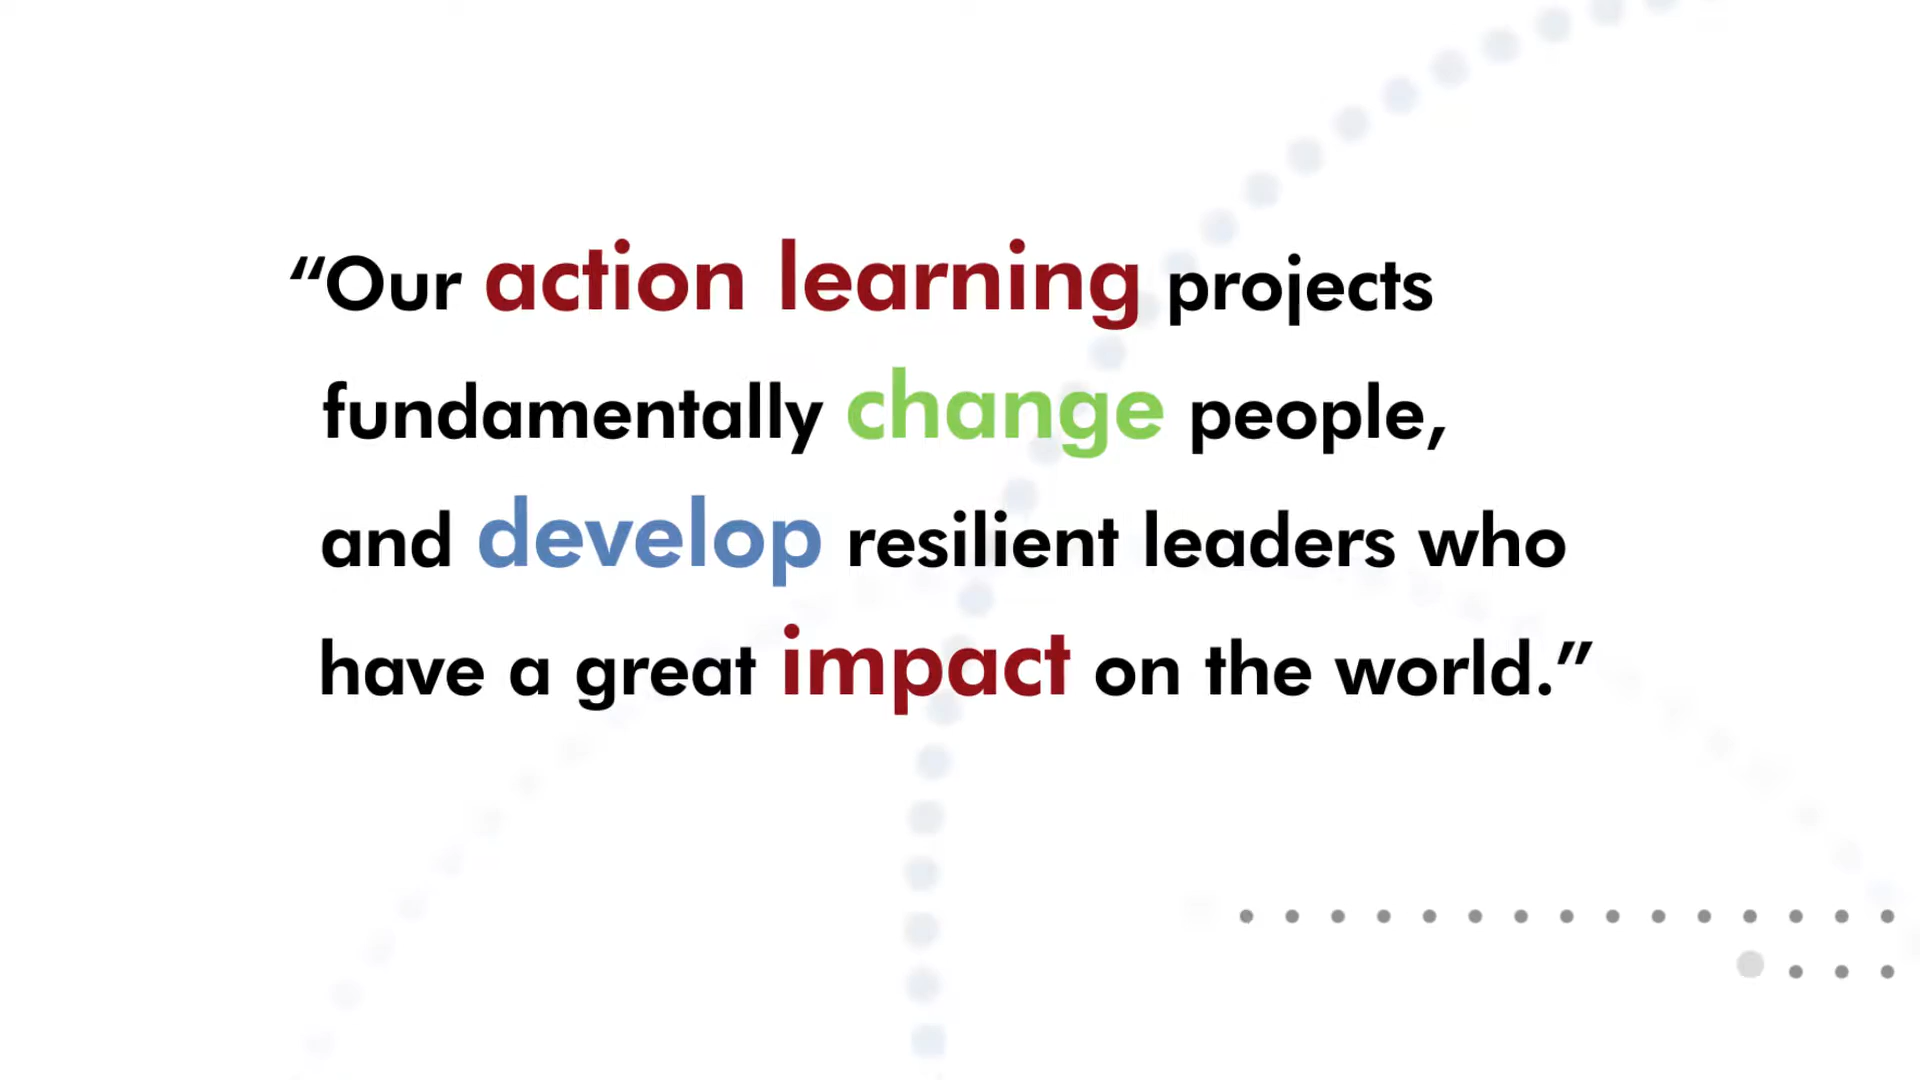 “Our action learning projects
fundamentally change people,
and develop resilient leaders who
have a great impact on the world.”